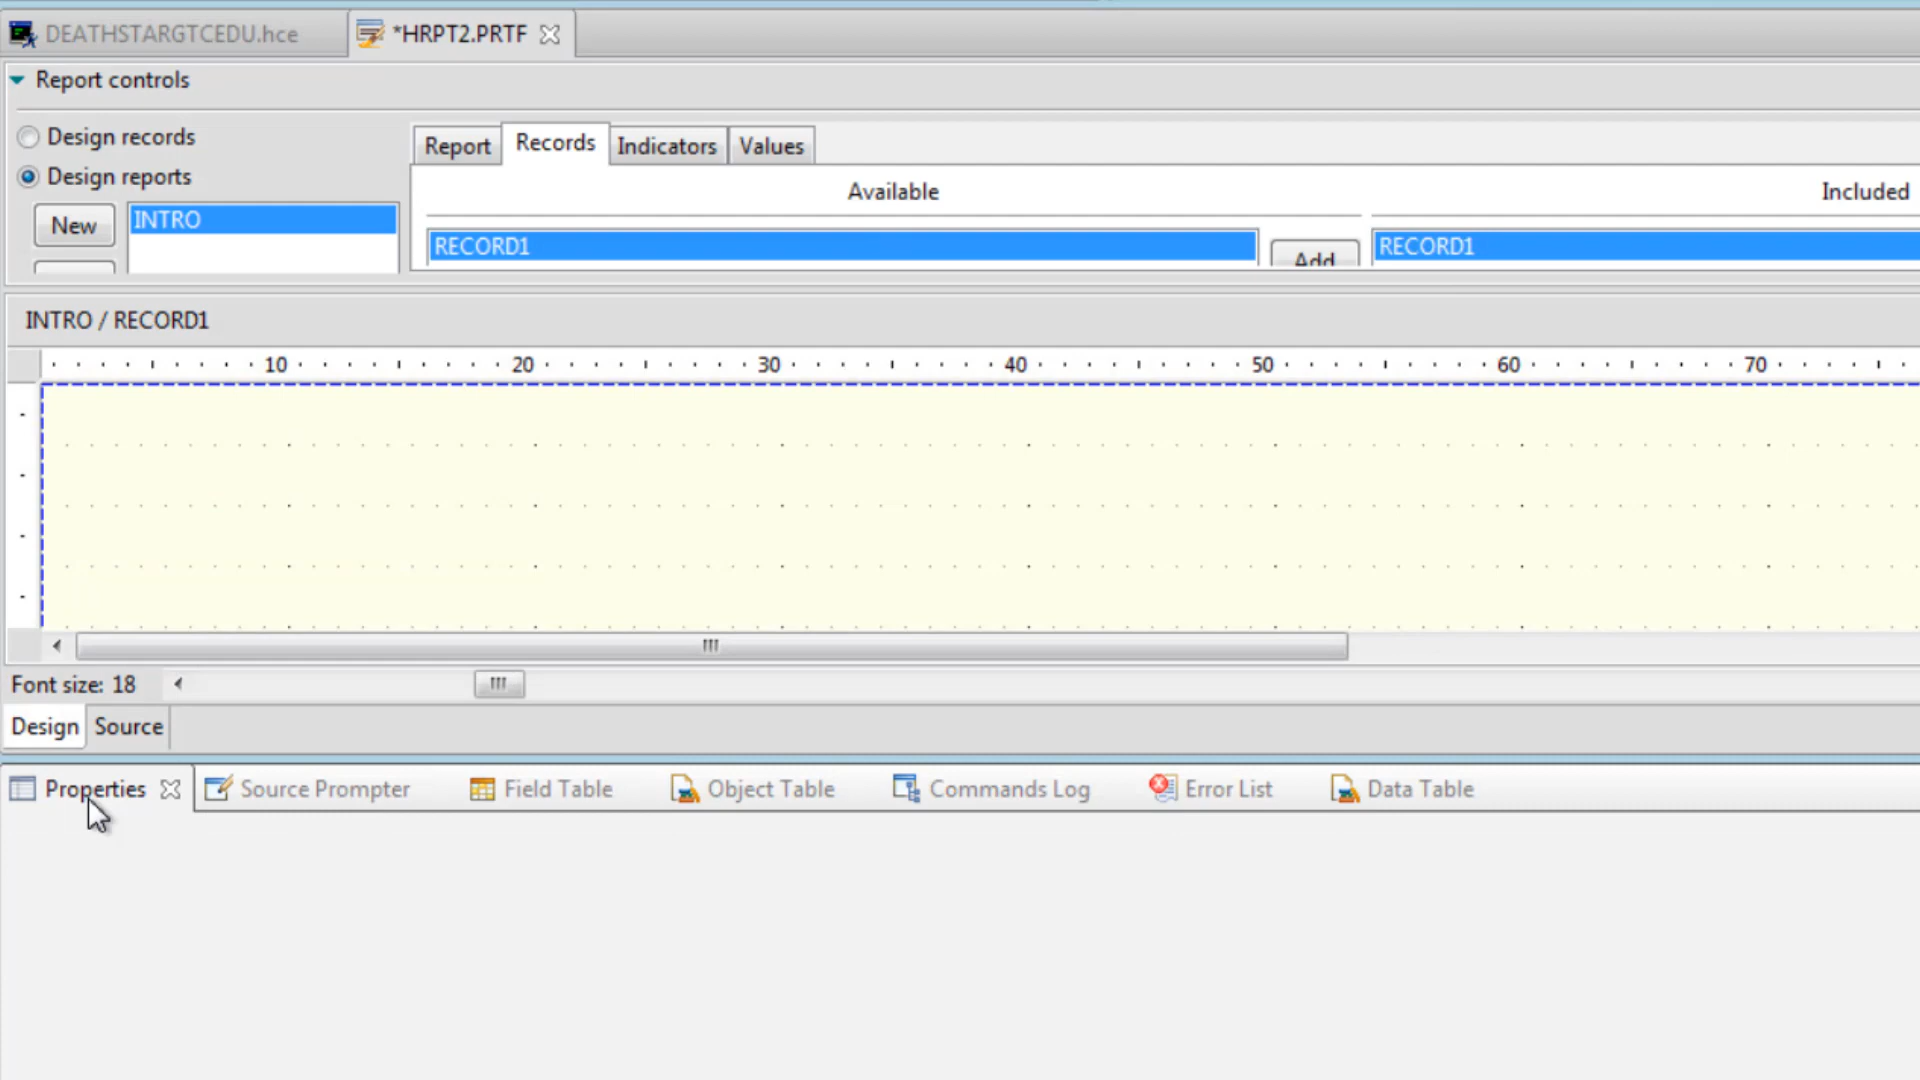 DEATHSTARGTCEDU.hce
*HRPT2.PRTF
Report controls
Design records
Design reports
New
INTRO
Report
Records
Indicators
Values
Available
Included
RECORD1
Add
RECORD1
INTRO / RECORD1
10 20 30 40 50 60 70
Font size: 18
Design
Source
Properties
Source Prompter
Field Table
Object Table
Commands Log
Error List
Data Table